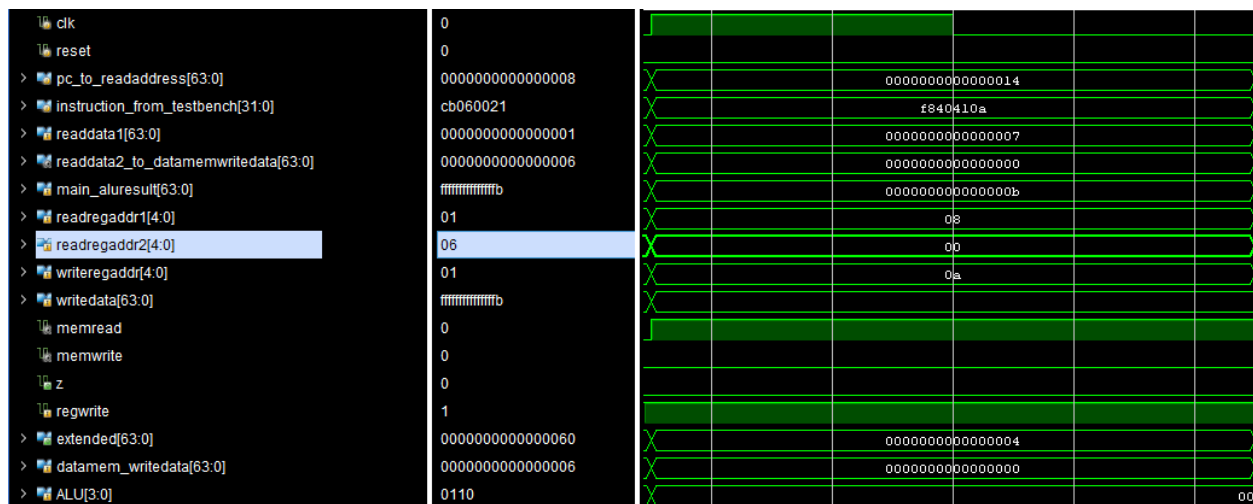 clk 0
reset 0
pc_to_readaddress[63:0] 0000000000000008 0000000000000014
instruction_from_testbench[31:0] cb060021 f840410a
readdata1[63:0] 0000000000000001 0000000000000007
readdata2_to_datamemwritedata[63:0] 0000000000000006 0000000000000000
main_aluresult[63:0] fffffffffffffffb 000000000000000b
readregaddr1[4:0] 01 08
readregaddr2[4:0] 06 00
writeregaddr[4:0] 01 0a
writedata[63:0] fffffffffffffffb
memread 0
memwrite 0
z 0
regwrite 1
extended[63:0] 0000000000000060 0000000000000004
datamem_writedata[63:0] 0000000000000006 0000000000000000
ALU[3:0] 0110 00